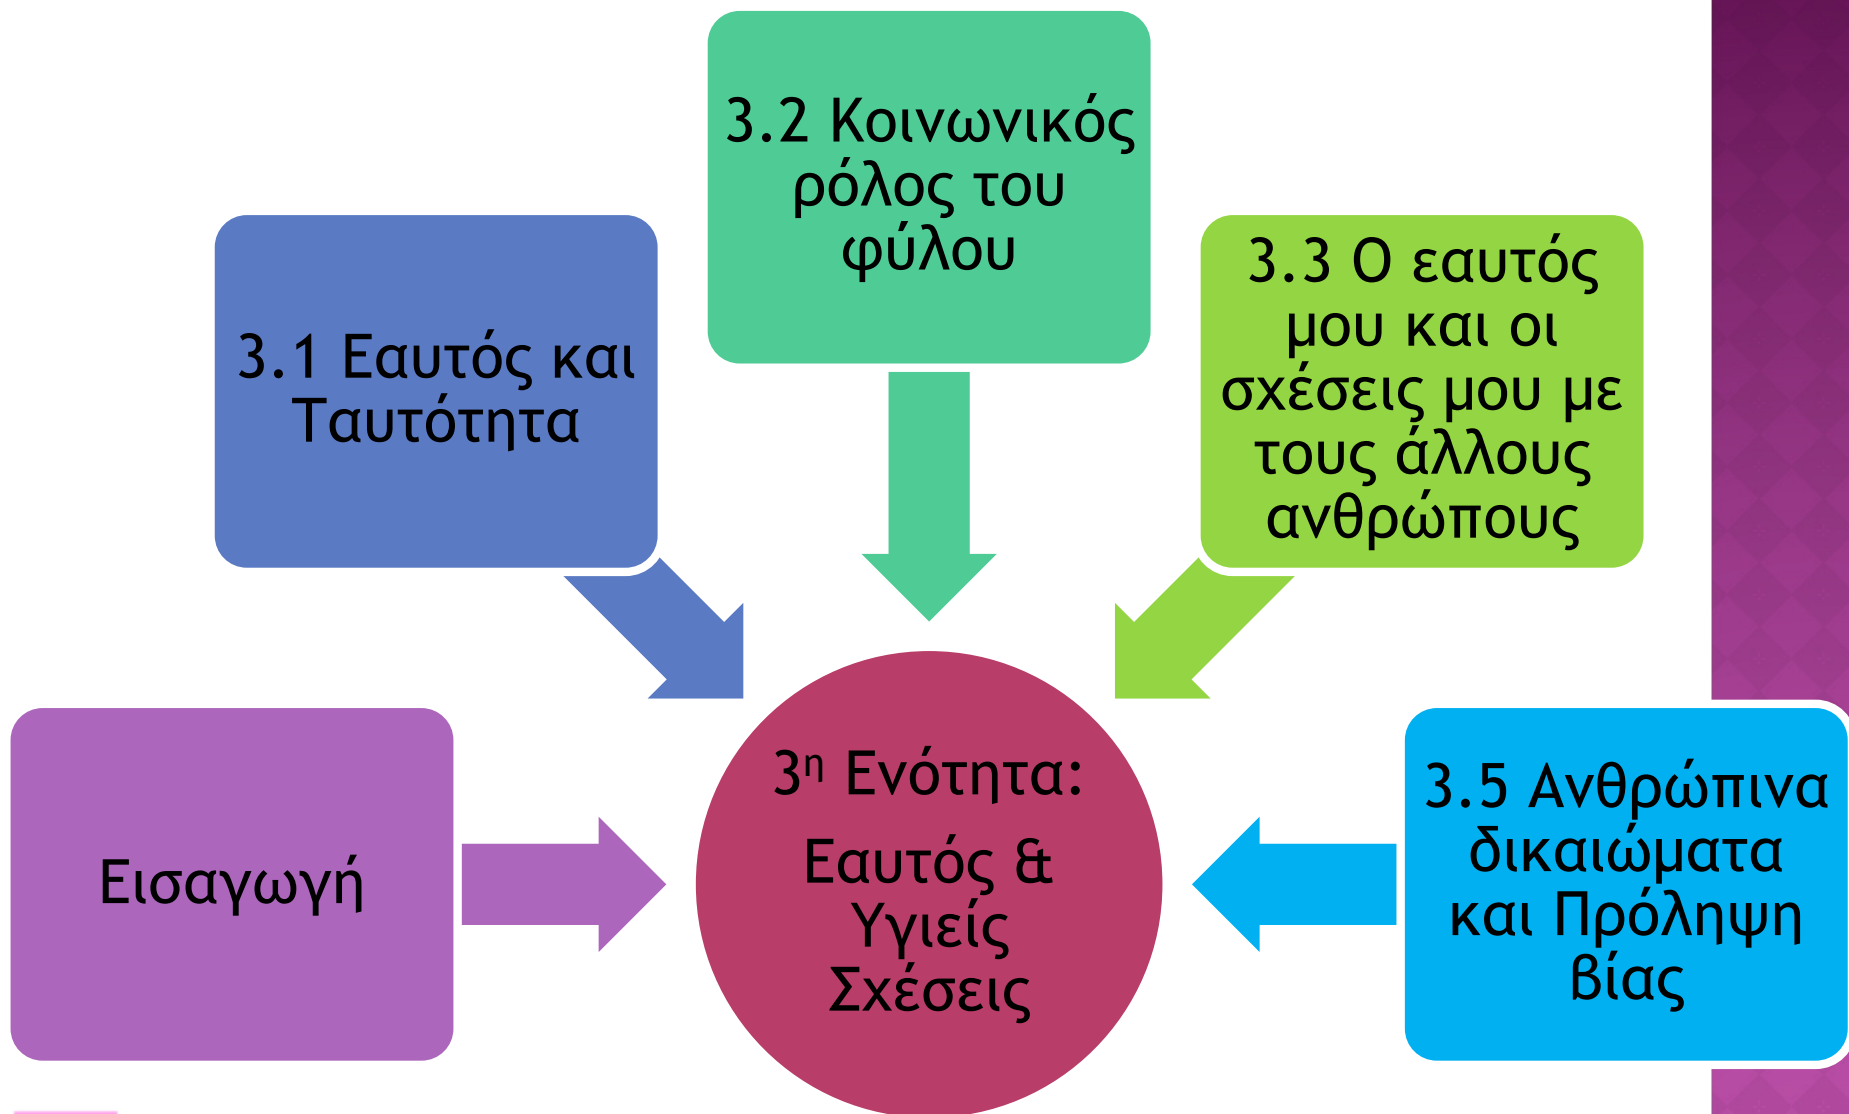 3.2 Κοινωνικός
ρόλος του
φύλου
3.1 Εαυτός και
Ταυτότητα
3.3 Ο εαυτός
μου και οι
σχέσεις μου με
τους άλλους
ανθρώπους
Εισαγωγή
3η Ενότητα:
Εαυτός &
Υγιείς
Σχέσεις
3.5 Ανθρώπινα
δικαιώματα
και Πρόληψη
βίας